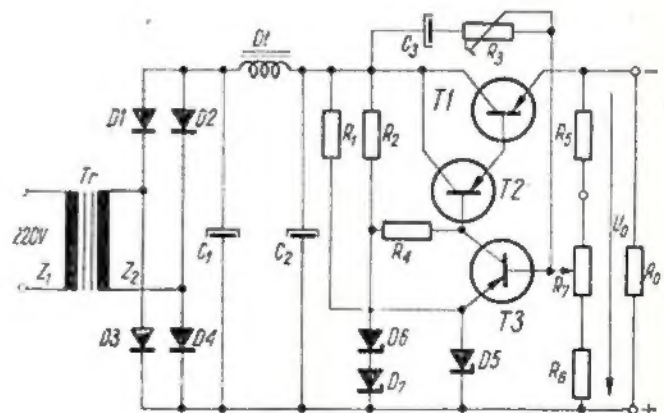 Dł
C3
R3
D1
D2
T1
R1
R2
R5
Tr
T2
220V
Z1
Z2
C1
C2
R4
U0
R7
R0
T3
D3
D4
D6
D7
D5
R6
−
+